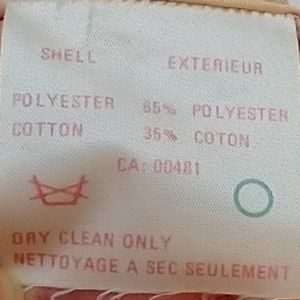 SHELL EXTERIEUR
POLYESTER 65% POLYESTER
COTTON 35% COTON
CA: 00481
DRY CLEAN ONLY
NETTOYAGE A SEC SEULEMENT